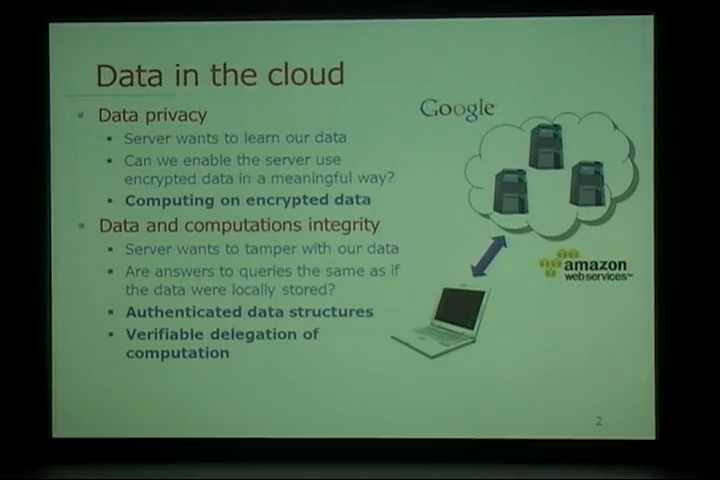 Data in the cloud
Data privacy
Server wants to learn our data
Can we enable the server use
encrypted data in a meaningful way?
Computing on encrypted data
Data and computations integrity
Server wants to tamper with our data
Are answers to queries the same as if
the data were locally stored?
Authenticated data structures
Verifiable delegation of
computation
Google
amazon
webservices™
2